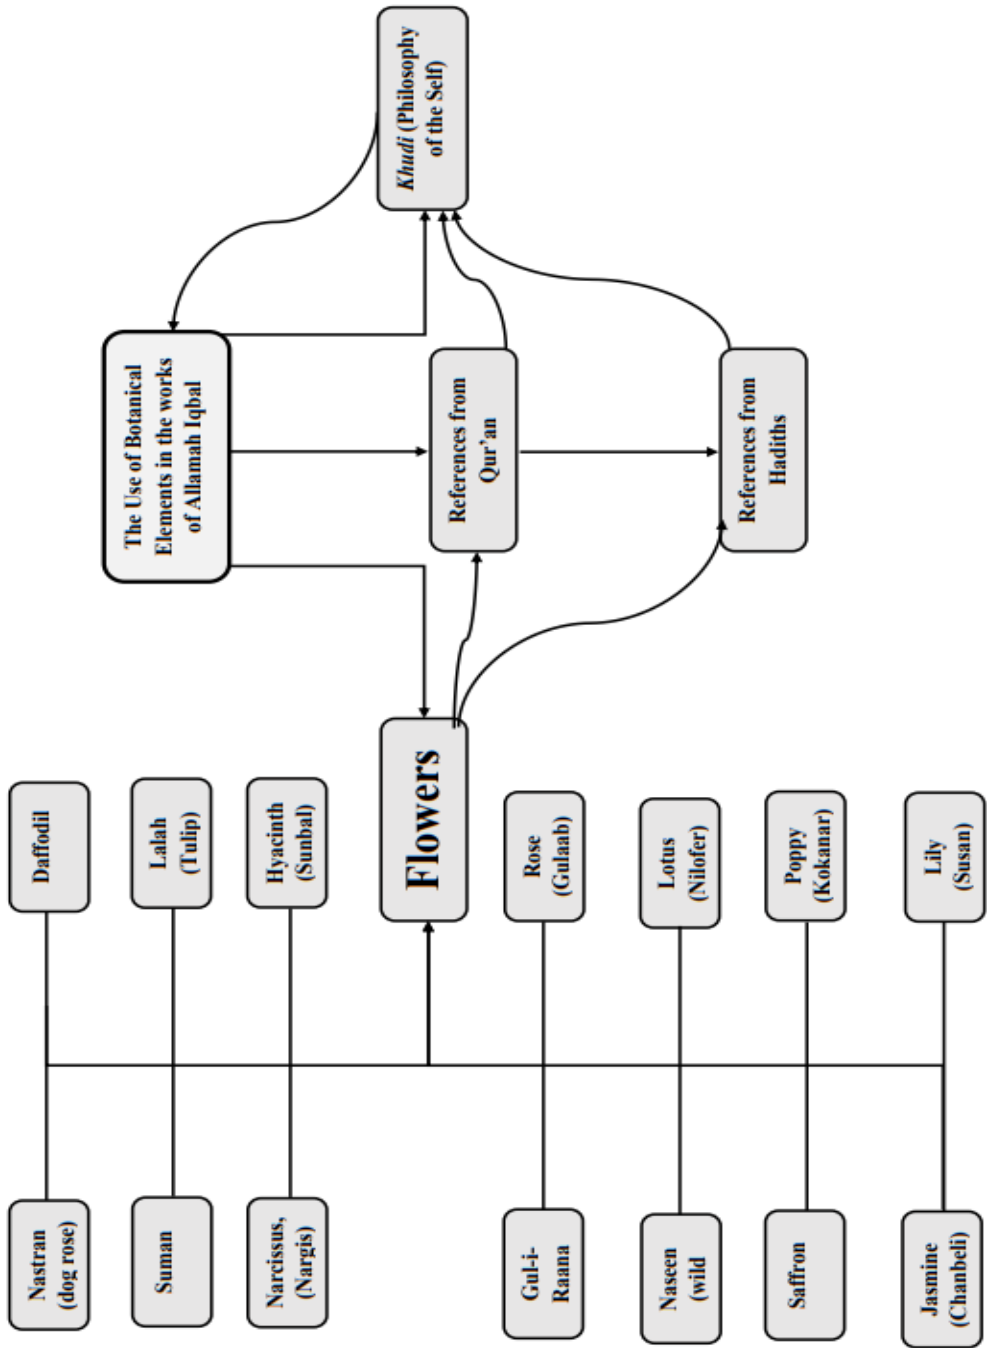 Nastran
(dog rose)
Daffodil
The Use of Botanical
Elements in the works
of Allamah Iqbal
Suman
Lalah
(Tulip)
Narcissus,
(Nargis)
Hyacinth
(Sunbal)
Flowers
Khudi (Philosophy
of the Self)
References from
Qur'an
Gul-i-
Raana
Rose
(Gulaab)
Naseen
(wild
Lotus
(Nilofer)
References from
Hadiths
Saffron
Poppy
(Kokanar)
Jasmine
(Chanbeli)
Lily
(Susan)